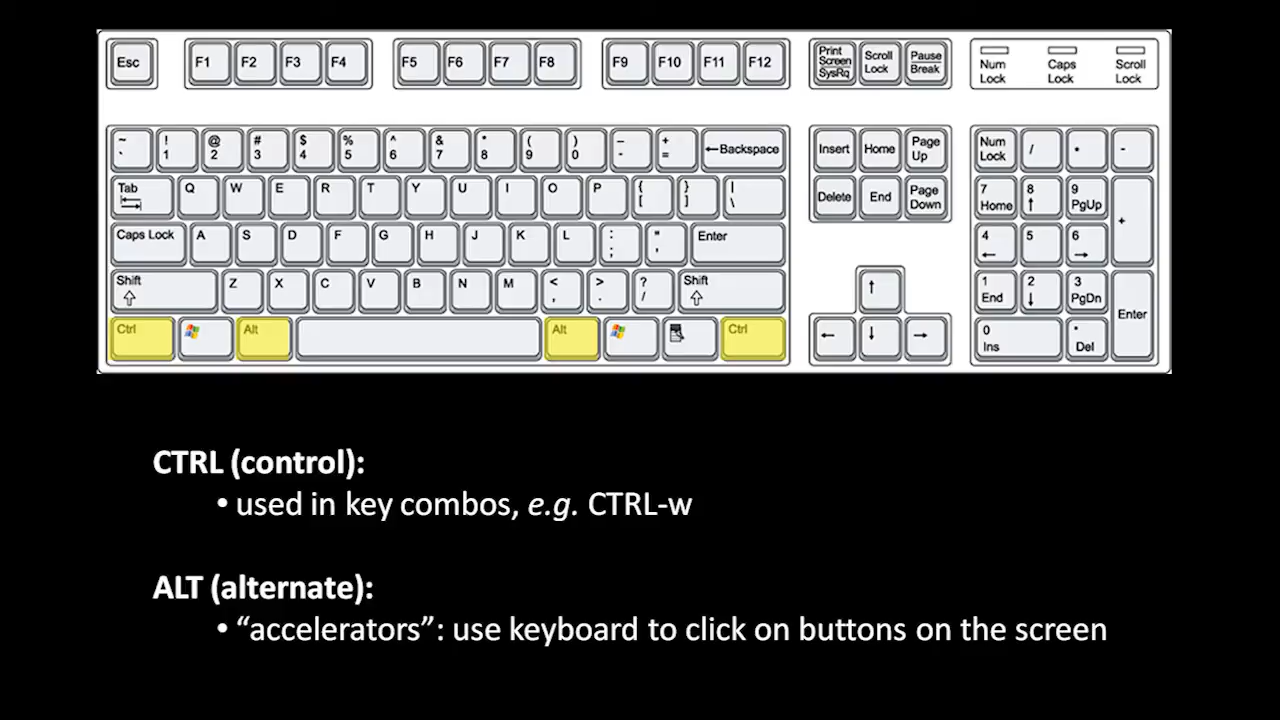 Esc F1 F2 F3 F4 F5 F6 F7 F8 F9 F10 F11 F12 Print Screen SysRq Scroll Lock Pause Break Num Lock Caps Lock Scroll Lock
~ ` ! 1 @ 2 # 3 $ 4 % 5 ^ 6 & 7 * 8 ( 9 ) 0 _ - + = ←Backspace Insert Home Page Up Num Lock / * -
Tab Q W E R T Y U I O P { [ } ] | \ Delete End Page Down 7 Home 8 ↑ 9 PgUp +
Caps Lock A S D F G H J K L : ; " ' Enter 4 ← 5 6 →
Shift ⇧ Z X C V B N M < , > . ? / Shift ⇧ ↑ 1 End 2 ↓ 3 PgDn Enter
Ctrl Alt Alt Ctrl ← ↓ → 0 Ins . Del
CTRL (control):
• used in key combos, e.g. CTRL-w
ALT (alternate):
• “accelerators”: use keyboard to click on buttons on the screen